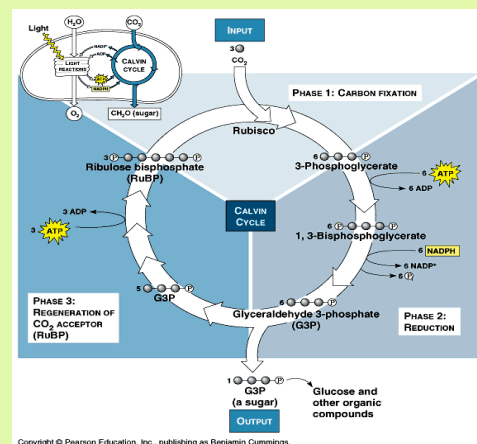 Light
H₂O
CO₂
LIGHT
REACTIONS
NADP⁺
ADP
ATP
NADPH
CALVIN
CYCLE
O₂
CH₂O (sugar)
INPUT
3
CO₂
PHASE 1: CARBON FIXATION
Rubisco
3 P P
Ribulose bisphosphate
(RuBP)
6 P
3-Phosphoglycerate
6 ATP
6 ADP
6 P P
1, 3-Bisphosphoglycerate
6 NADPH
6 NADP⁺
6 P
6 P
Glyceraldehyde 3-phosphate
(G3P)
PHASE 2:
REDUCTION
CALVIN
CYCLE
3 ADP
3 ATP
5 P
G3P
PHASE 3:
REGENERATION OF
CO₂ ACCEPTOR
(RuBP)
1 P
G3P
(a sugar)
Glucose and
other organic
compounds
OUTPUT
Copyright © Pearson Education, Inc., publishing as Benjamin Cummings.